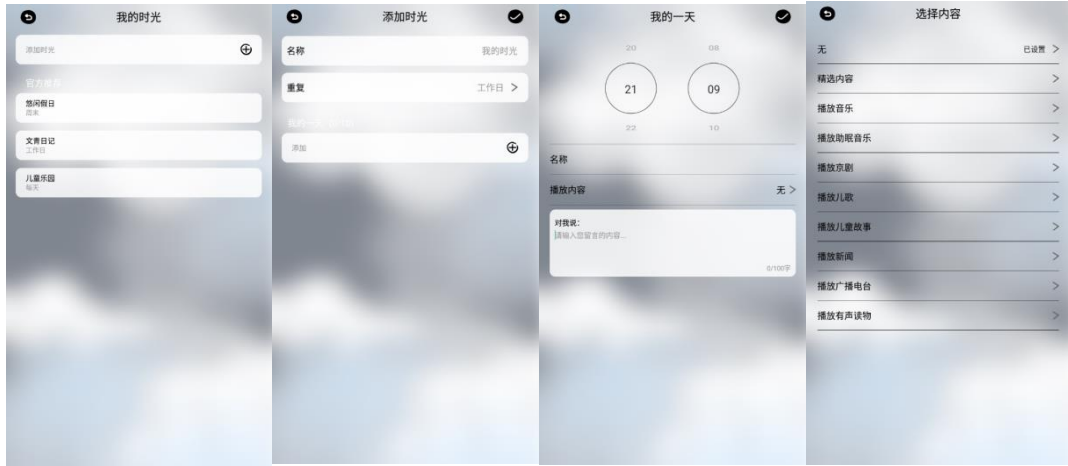 我的时光
添加时光
官方推荐
悠闲假日
周末
文青日记
工作日
儿童乐园
每天
添加时光
名称 我的时光
重复 工作日 >
添加
我的一天
20 08
21 09
22 10
名称
播放内容 无 >
对我说:
请输入您留言的内容...
0/100字
选择内容
无 已设置 >
精选内容 >
播放音乐 >
播放助眠音乐 >
播放京剧 >
播放儿歌 >
播放儿童故事 >
播放新闻 >
播放广播电台 >
播放有声读物 >